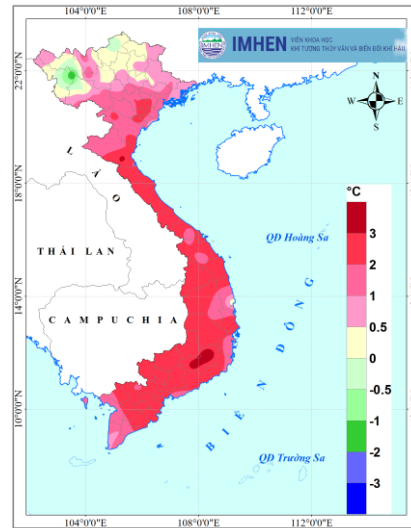 104°0'0"E 108°0'0"E 112°0'0"E
IMHEN VIỆN KHOA HỌC
KHÍ TƯỢNG THỦY VĂN VÀ BIẾN ĐỔI KHÍ HẬU
22°0'0"N
N
W E
S
LÀO
18°0'0"N
°C
THÁI LAN
QĐ Hoàng Sa
3
2
1
0.5
0
-0.5
-1
-2
-3
14°0'0"N
CAMPUCHIA
BIỂN ĐÔNG
10°0'0"N
QĐ Trường Sa
104°0'0"E 108°0'0"E 112°0'0"E